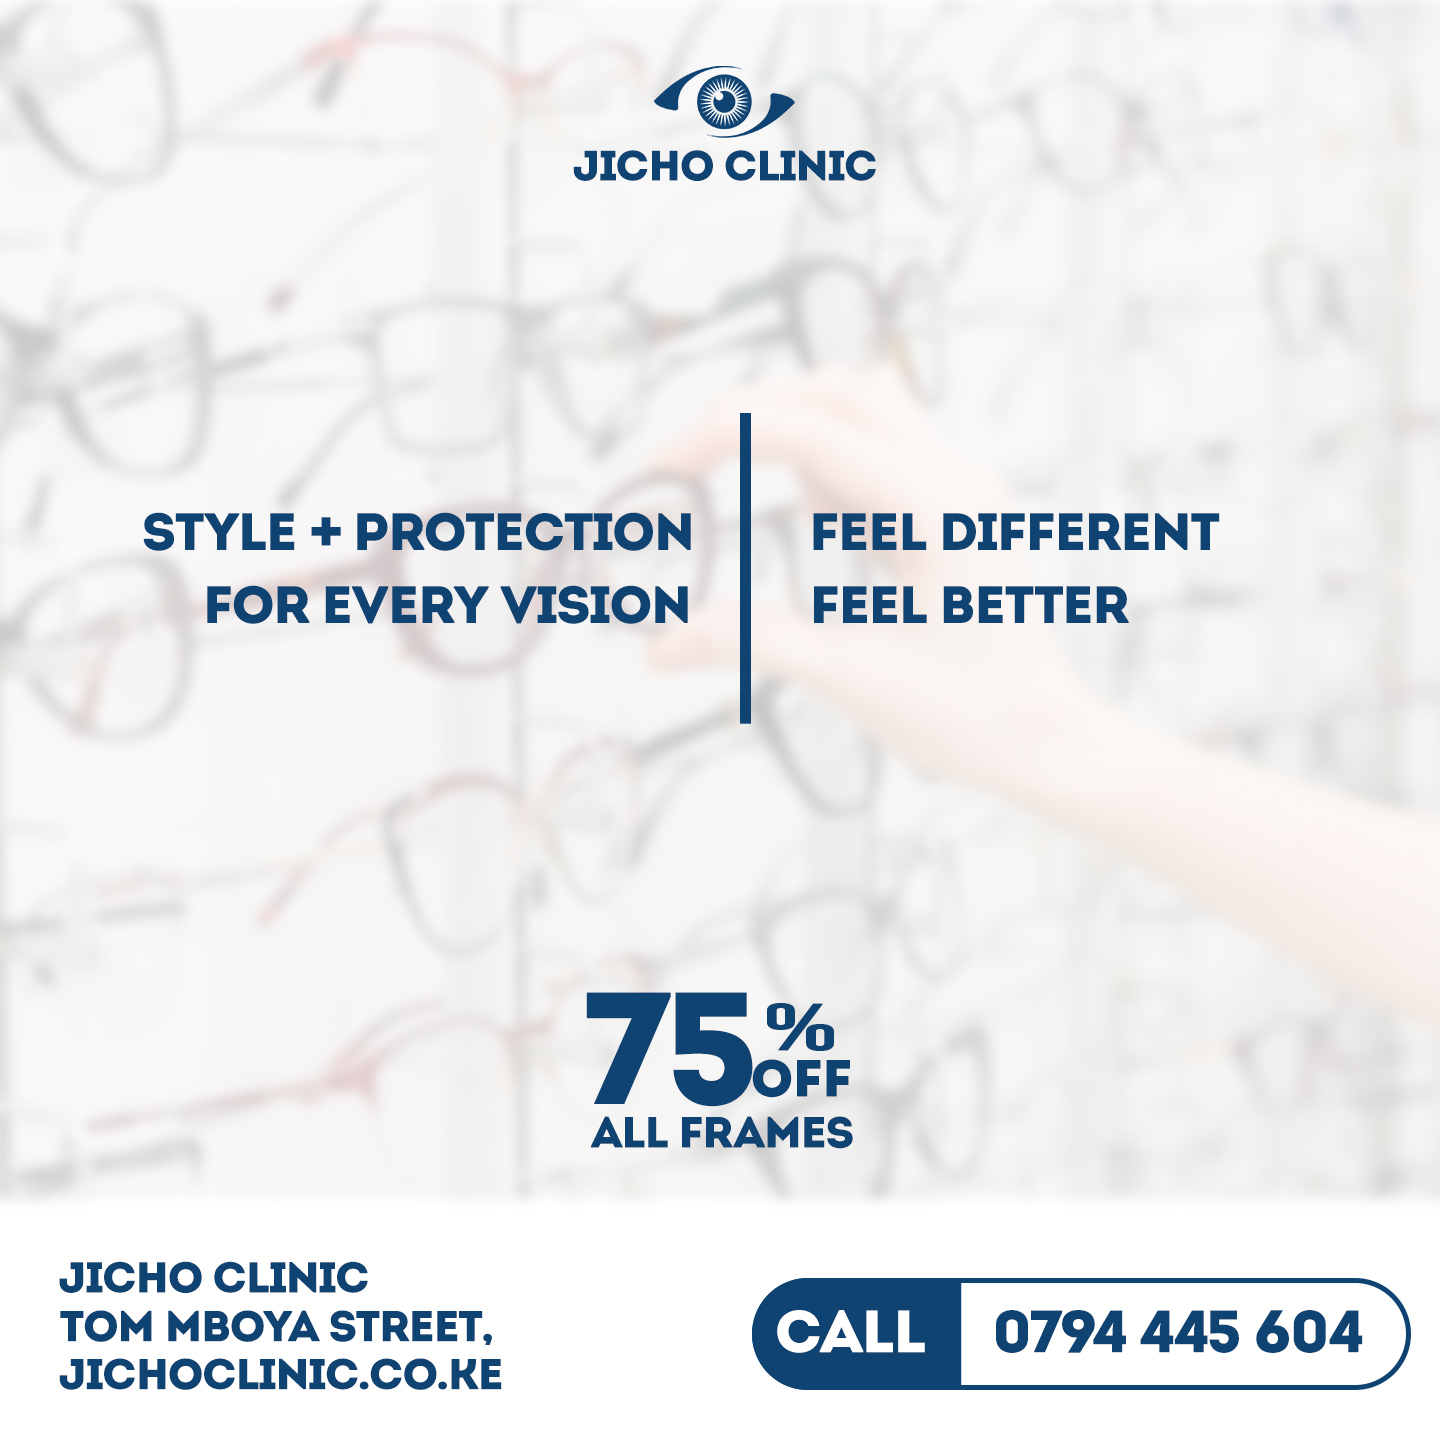 JICHO CLINIC
STYLE + PROTECTION
FOR EVERY VISION
FEEL DIFFERENT
FEEL BETTER
75% OFF
ALL FRAMES
JICHO CLINIC
TOM MBOYA STREET,
JICHOCLINIC.CO.KE
CALL 0794 445 604